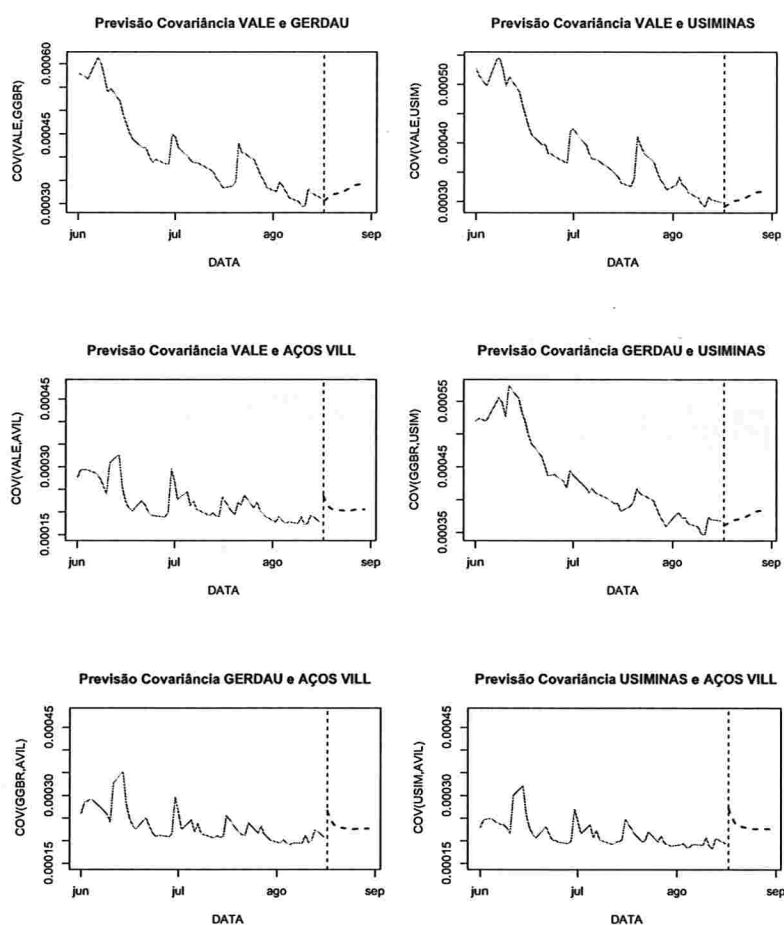 Previsão Covariância VALE e GERDAU
COV(VALE,GGBR)
0.00060
0.00045
0.00030
jun jul ago sep
DATA
Previsão Covariância VALE e USIMINAS
COV(VALE,USIM)
0.00050
0.00040
0.00030
jun jul ago sep
DATA
Previsão Covariância VALE e AÇOS VILL
COV(VALE,AVIL)
0.00045
0.00030
0.00015
jun jul ago sep
DATA
Previsão Covariância GERDAU e USIMINAS
COV(GGBR,USIM)
0.00055
0.00045
0.00035
jun jul ago sep
DATA
Previsão Covariância GERDAU e AÇOS VILL
COV(GGBR,AVIL)
0.00045
0.00030
0.00015
jun jul ago sep
DATA
Previsão Covariância USIMINAS e AÇOS VILL
COV(USIM,AVIL)
0.00045
0.00030
0.00015
jun jul ago sep
DATA